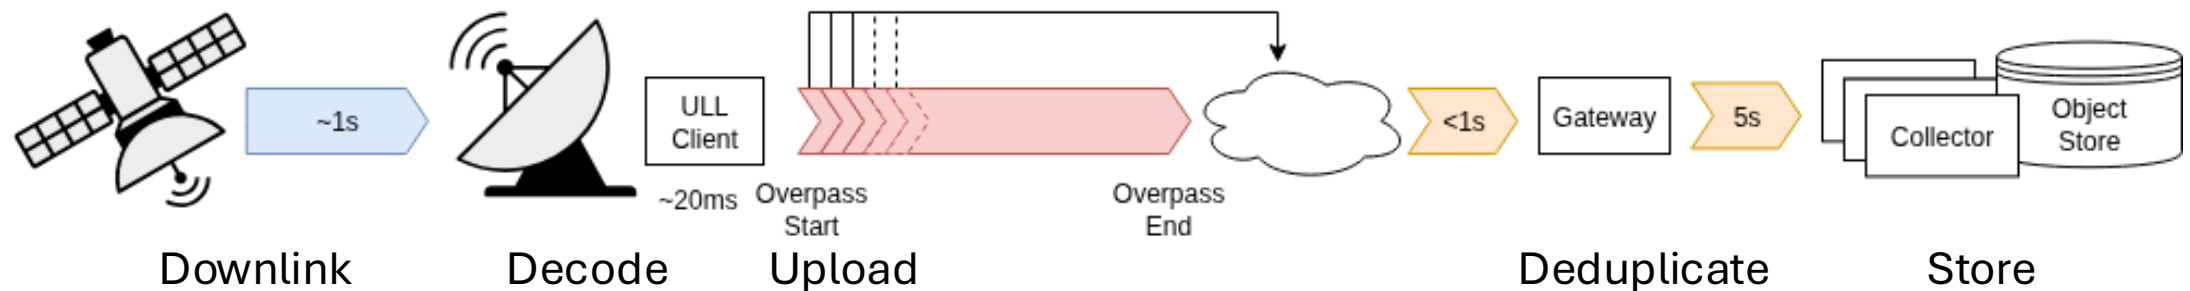 ~1s
ULL
Client
~20ms
Overpass
Start
Overpass
End
<1s
Gateway
5s
Collector
Object
Store
Downlink
Decode
Upload
Deduplicate
Store